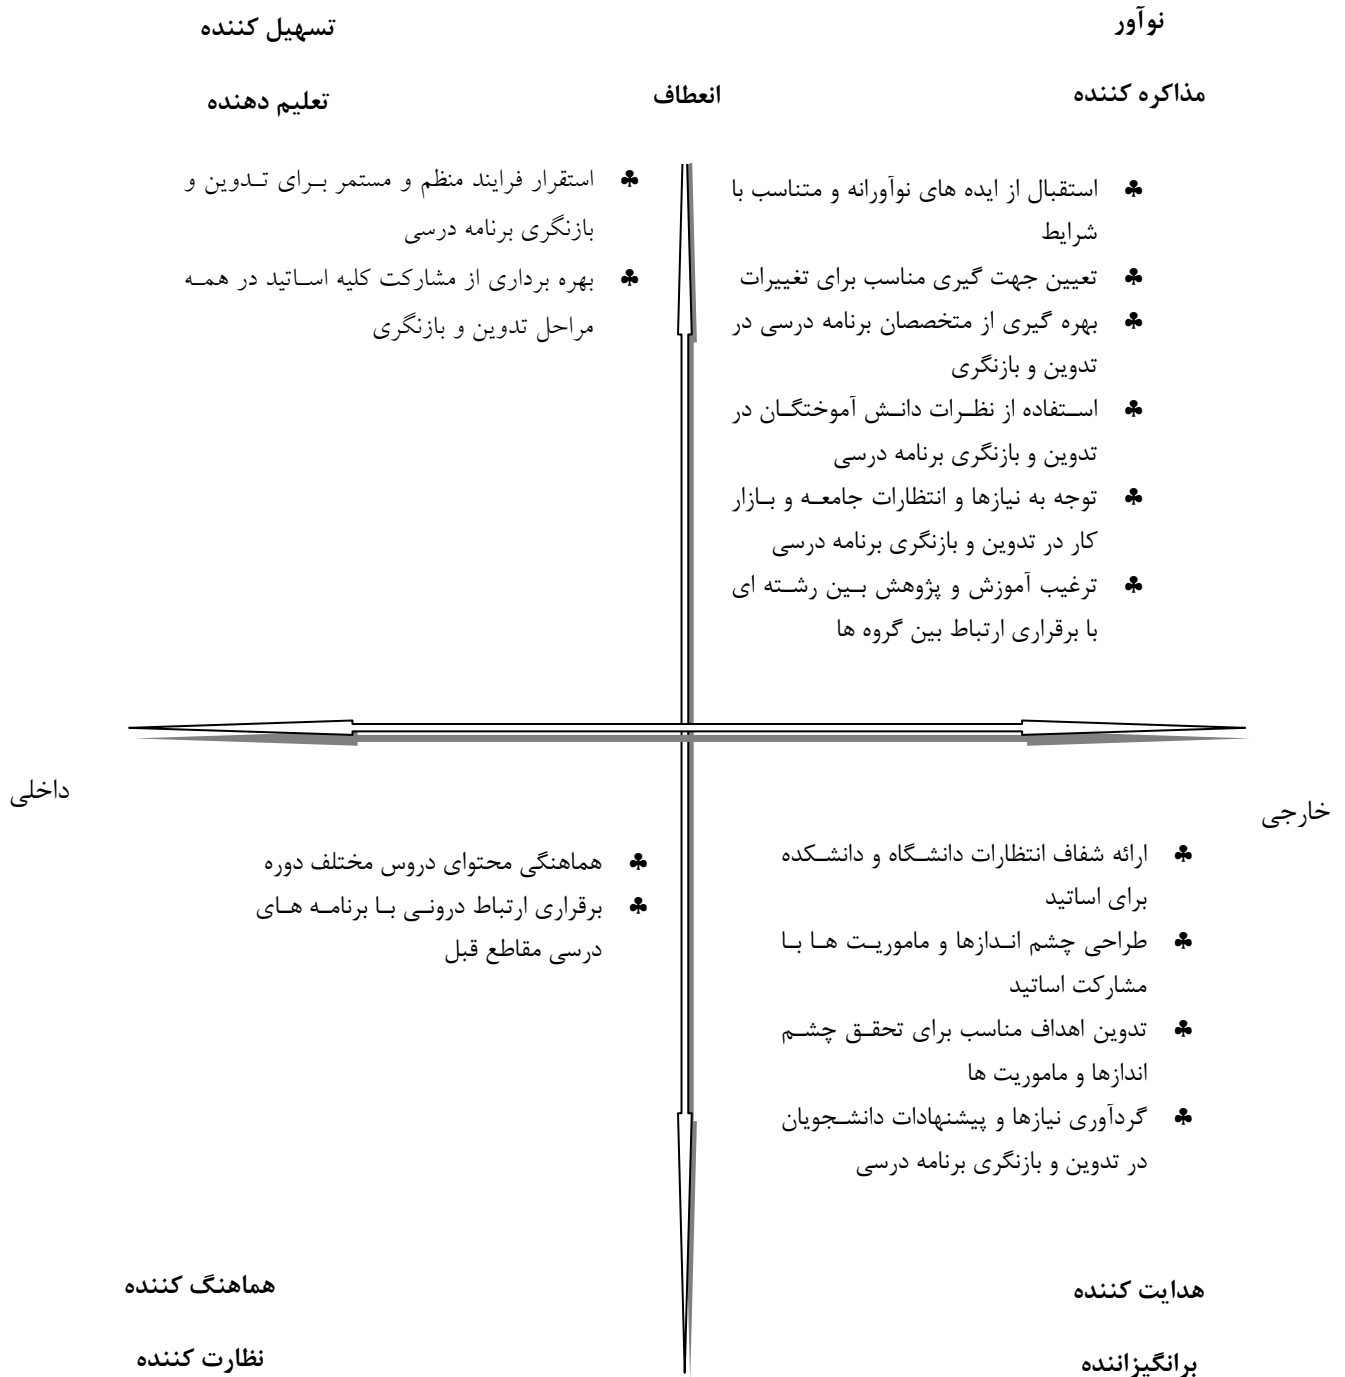 نوآور
مذاکره کننده
تسهیل کننده
تعلیم دهنده
انعطاف
♣ استقبال از ایده های نوآورانه و متناسب با
شرایط
♣ تعیین جهت گیری مناسب برای تغییرات
♣ بهره گیری از متخصصان برنامه درسی در
تدوین و بازنگری
♣ استفاده از نظرات دانش آموختگان در
تدوین و بازنگری برنامه درسی
♣ توجه به نیازها و انتظارات جامعه و بازار
کار در تدوین و بازنگری برنامه درسی
♣ ترغیب آموزش و پژوهش بین رشته ای
با برقراری ارتباط بین گروه ها
♣ استقرار فرایند منظم و مستمر برای تدوین و
بازنگری برنامه درسی
♣ بهره برداری از مشارکت کلیه اساتید در همه
مراحل تدوین و بازنگری
خارجی
داخلی
♣ ارائه شفاف انتظارات دانشگاه و دانشکده
برای اساتید
♣ طراحی چشم اندازها و ماموریت ها با
مشارکت اساتید
♣ تدوین اهداف مناسب برای تحقق چشم
اندازها و ماموریت ها
♣ گردآوری نیازها و پیشنهادات دانشجویان
در تدوین و بازنگری برنامه درسی
♣ هماهنگی محتوای دروس مختلف دوره
♣ برقراری ارتباط درونی با برنامه های
درسی مقاطع قبل
هدایت کننده
برانگیزاننده
هماهنگ کننده
نظارت کننده